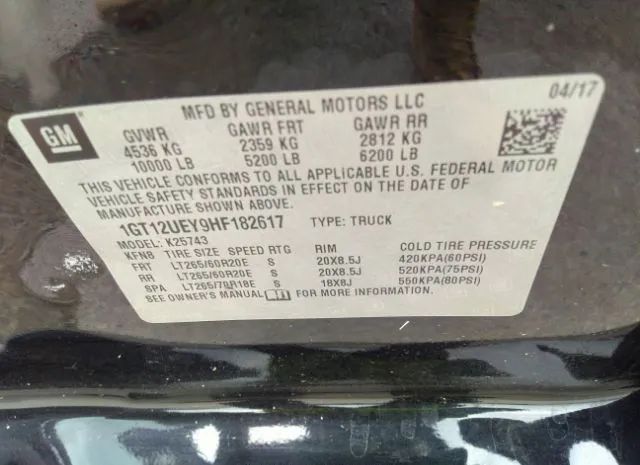 04/17
MFD BY GENERAL MOTORS LLC
GM
GVWR GAWR FRT GAWR RR
4536 KG 2359 KG 2812 KG
10000 LB 5200 LB 6200 LB
THIS VEHICLE CONFORMS TO ALL APPLICABLE U.S. FEDERAL MOTOR
VEHICLE SAFETY STANDARDS IN EFFECT ON THE DATE OF
MANUFACTURE SHOWN ABOVE.
1GT12UEY9HF182617 TYPE: TRUCK
K25743
KFNB TIRE SIZE SPEED RTG RIM COLD TIRE PRESSURE
FRT LT265/60R20E S 20X8.5J 420KPA(60PSI)
RR LT265/60R20E S 20X8.5J 520KPA(75PSI)
SPA LT265/70R18E S 18X8J 550KPA(80PSI)
SEE OWNER'S MANUAL FOR MORE INFORMATION.